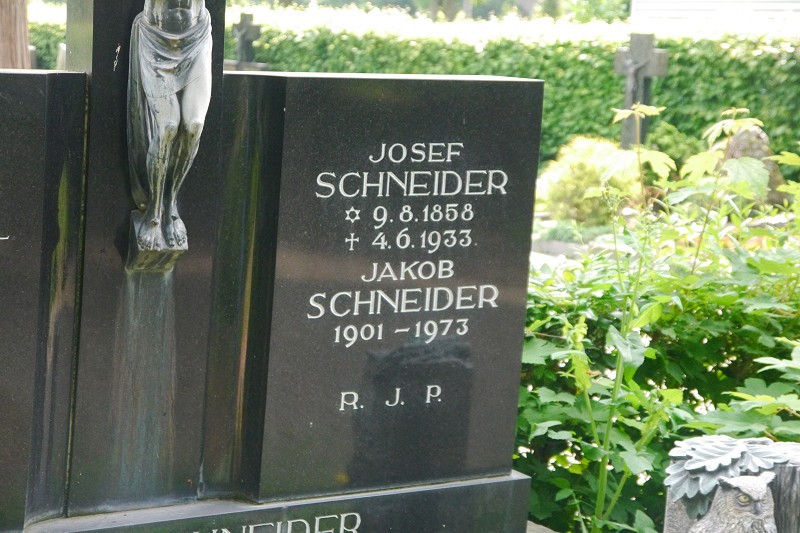 JOSEF
SCHNEIDER
✡ 9.8.1858
✝ 4.6.1933.
JAKOB
SCHNEIDER
1901 – 1973
R. J. P.